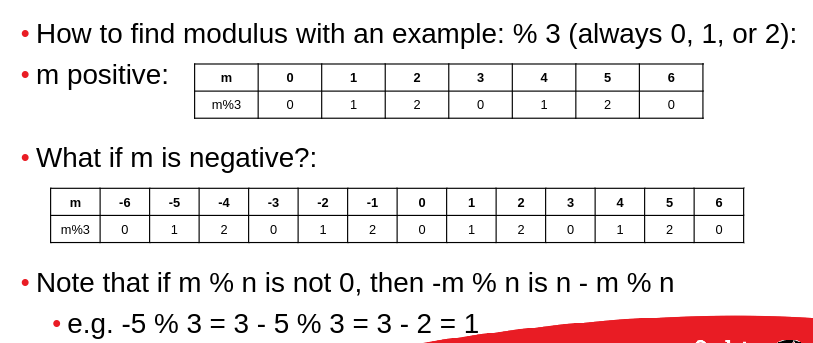 • How to find modulus with an example: % 3 (always 0, 1, or 2):
• m positive:
m 0 1 2 3 4 5 6
m%3 0 1 2 0 1 2 0
• What if m is negative?:
m -6 -5 -4 -3 -2 -1 0 1 2 3 4 5 6
m%3 0 1 2 0 1 2 0 1 2 0 1 2 0
• Note that if m % n is not 0, then -m % n is n - m % n
• e.g. -5 % 3 = 3 - 5 % 3 = 3 - 2 = 1